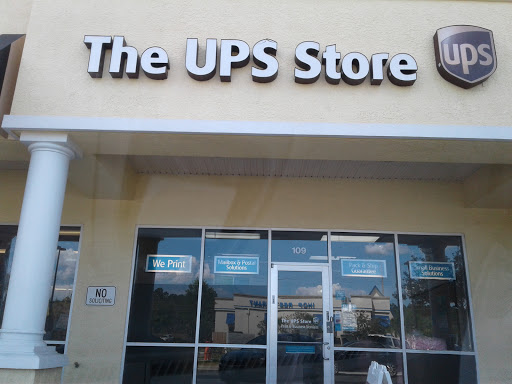 The UPS Store
ups
109
We Print
Mailbox & Postal
Solutions
Pack & Ship
Guarantee
Small Business
Solutions
NO
SOLICITING
The UPS Store